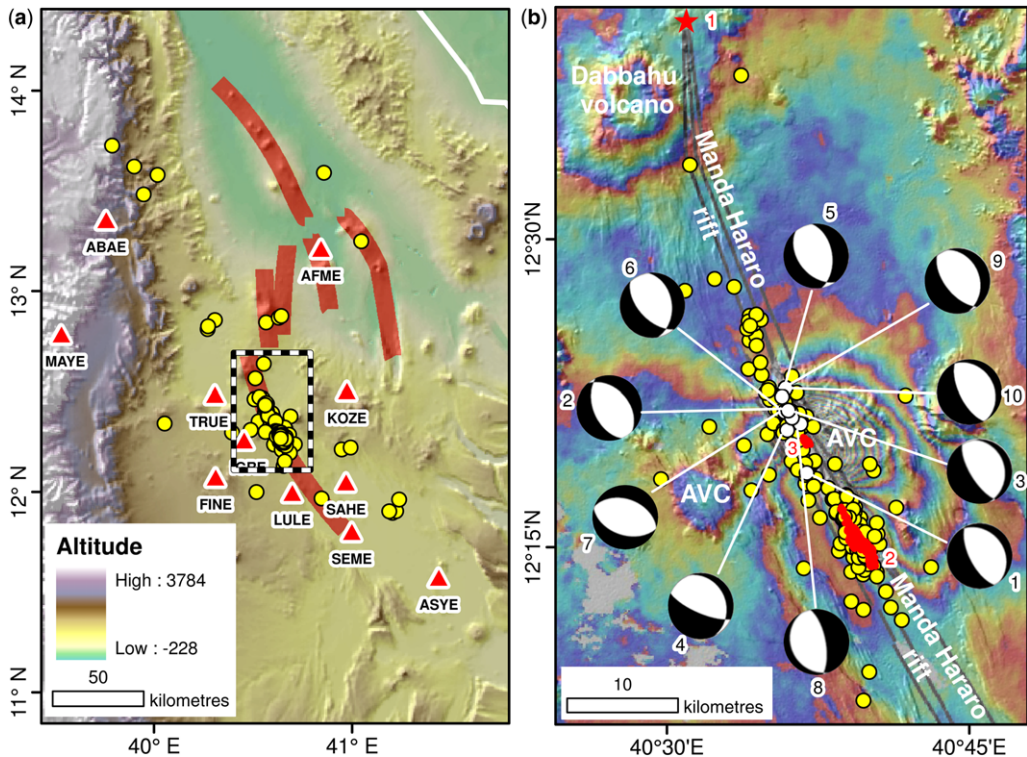 (a)
14° N
13° N
12° N
11° N
40° E
41° E
ABAE
MAYE
AFME
TRUE
KOZE
FINE
LULE
SAHE
SEME
ASYE
Altitude
High : 3784
Low : -228
50
kilometres
(b)
1
Dabbahu
volcano
Manda Hararo
rift
5
9
6
2
10
3
AVC
AVC
3
7
2
1
4
8
Manda Hararo
rift
10
kilometres
12°30'N
12°15'N
40°30'E
40°45'E